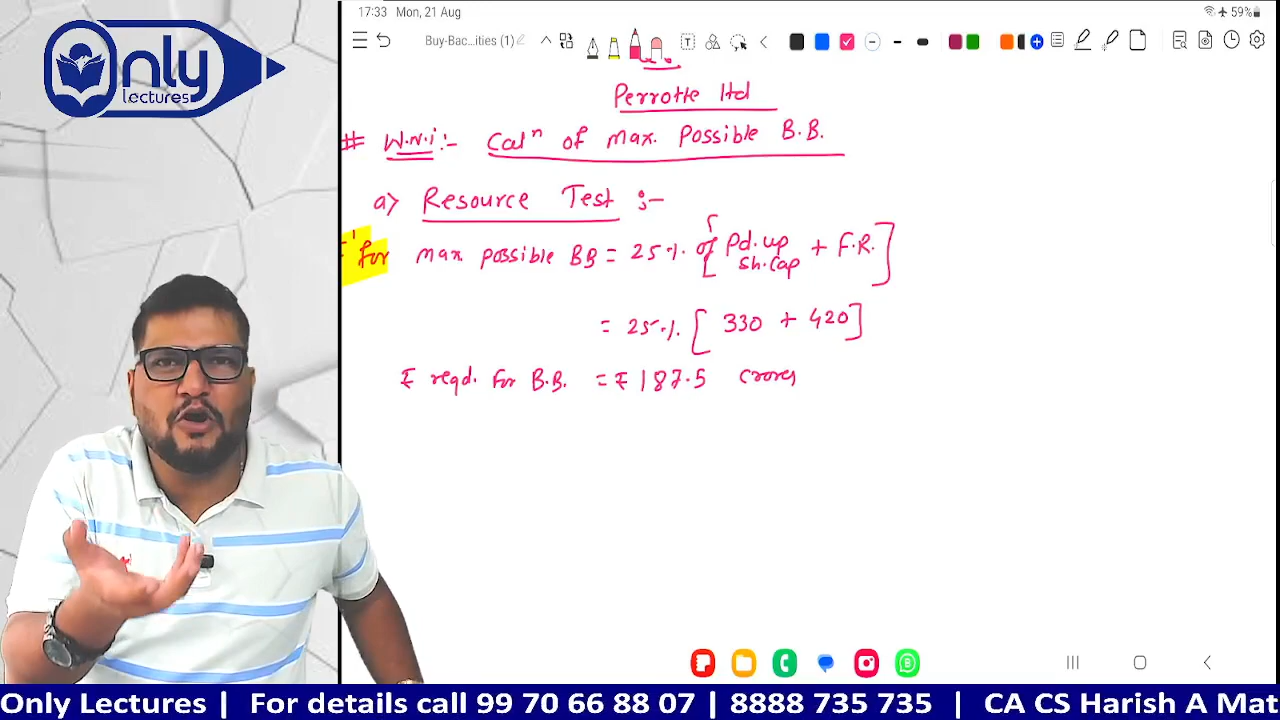 17:33 Mon, 21 Aug
59%
Only
lectures
Buy-Bac...ities (1)
Perrotte ltd
# W.N.1:- Calⁿ of max. Possible B.B.
a) Resource Test :-
for max possible BB = 25% of [Pd. up sh. cap + F.R.]
= 25% [330 + 420]
₹ reqd. for B.B. = ₹ 187.5 crores
Only Lectures | For details call 99 70 66 88 07 | 8888 735 735 | CA CS Harish A Mat